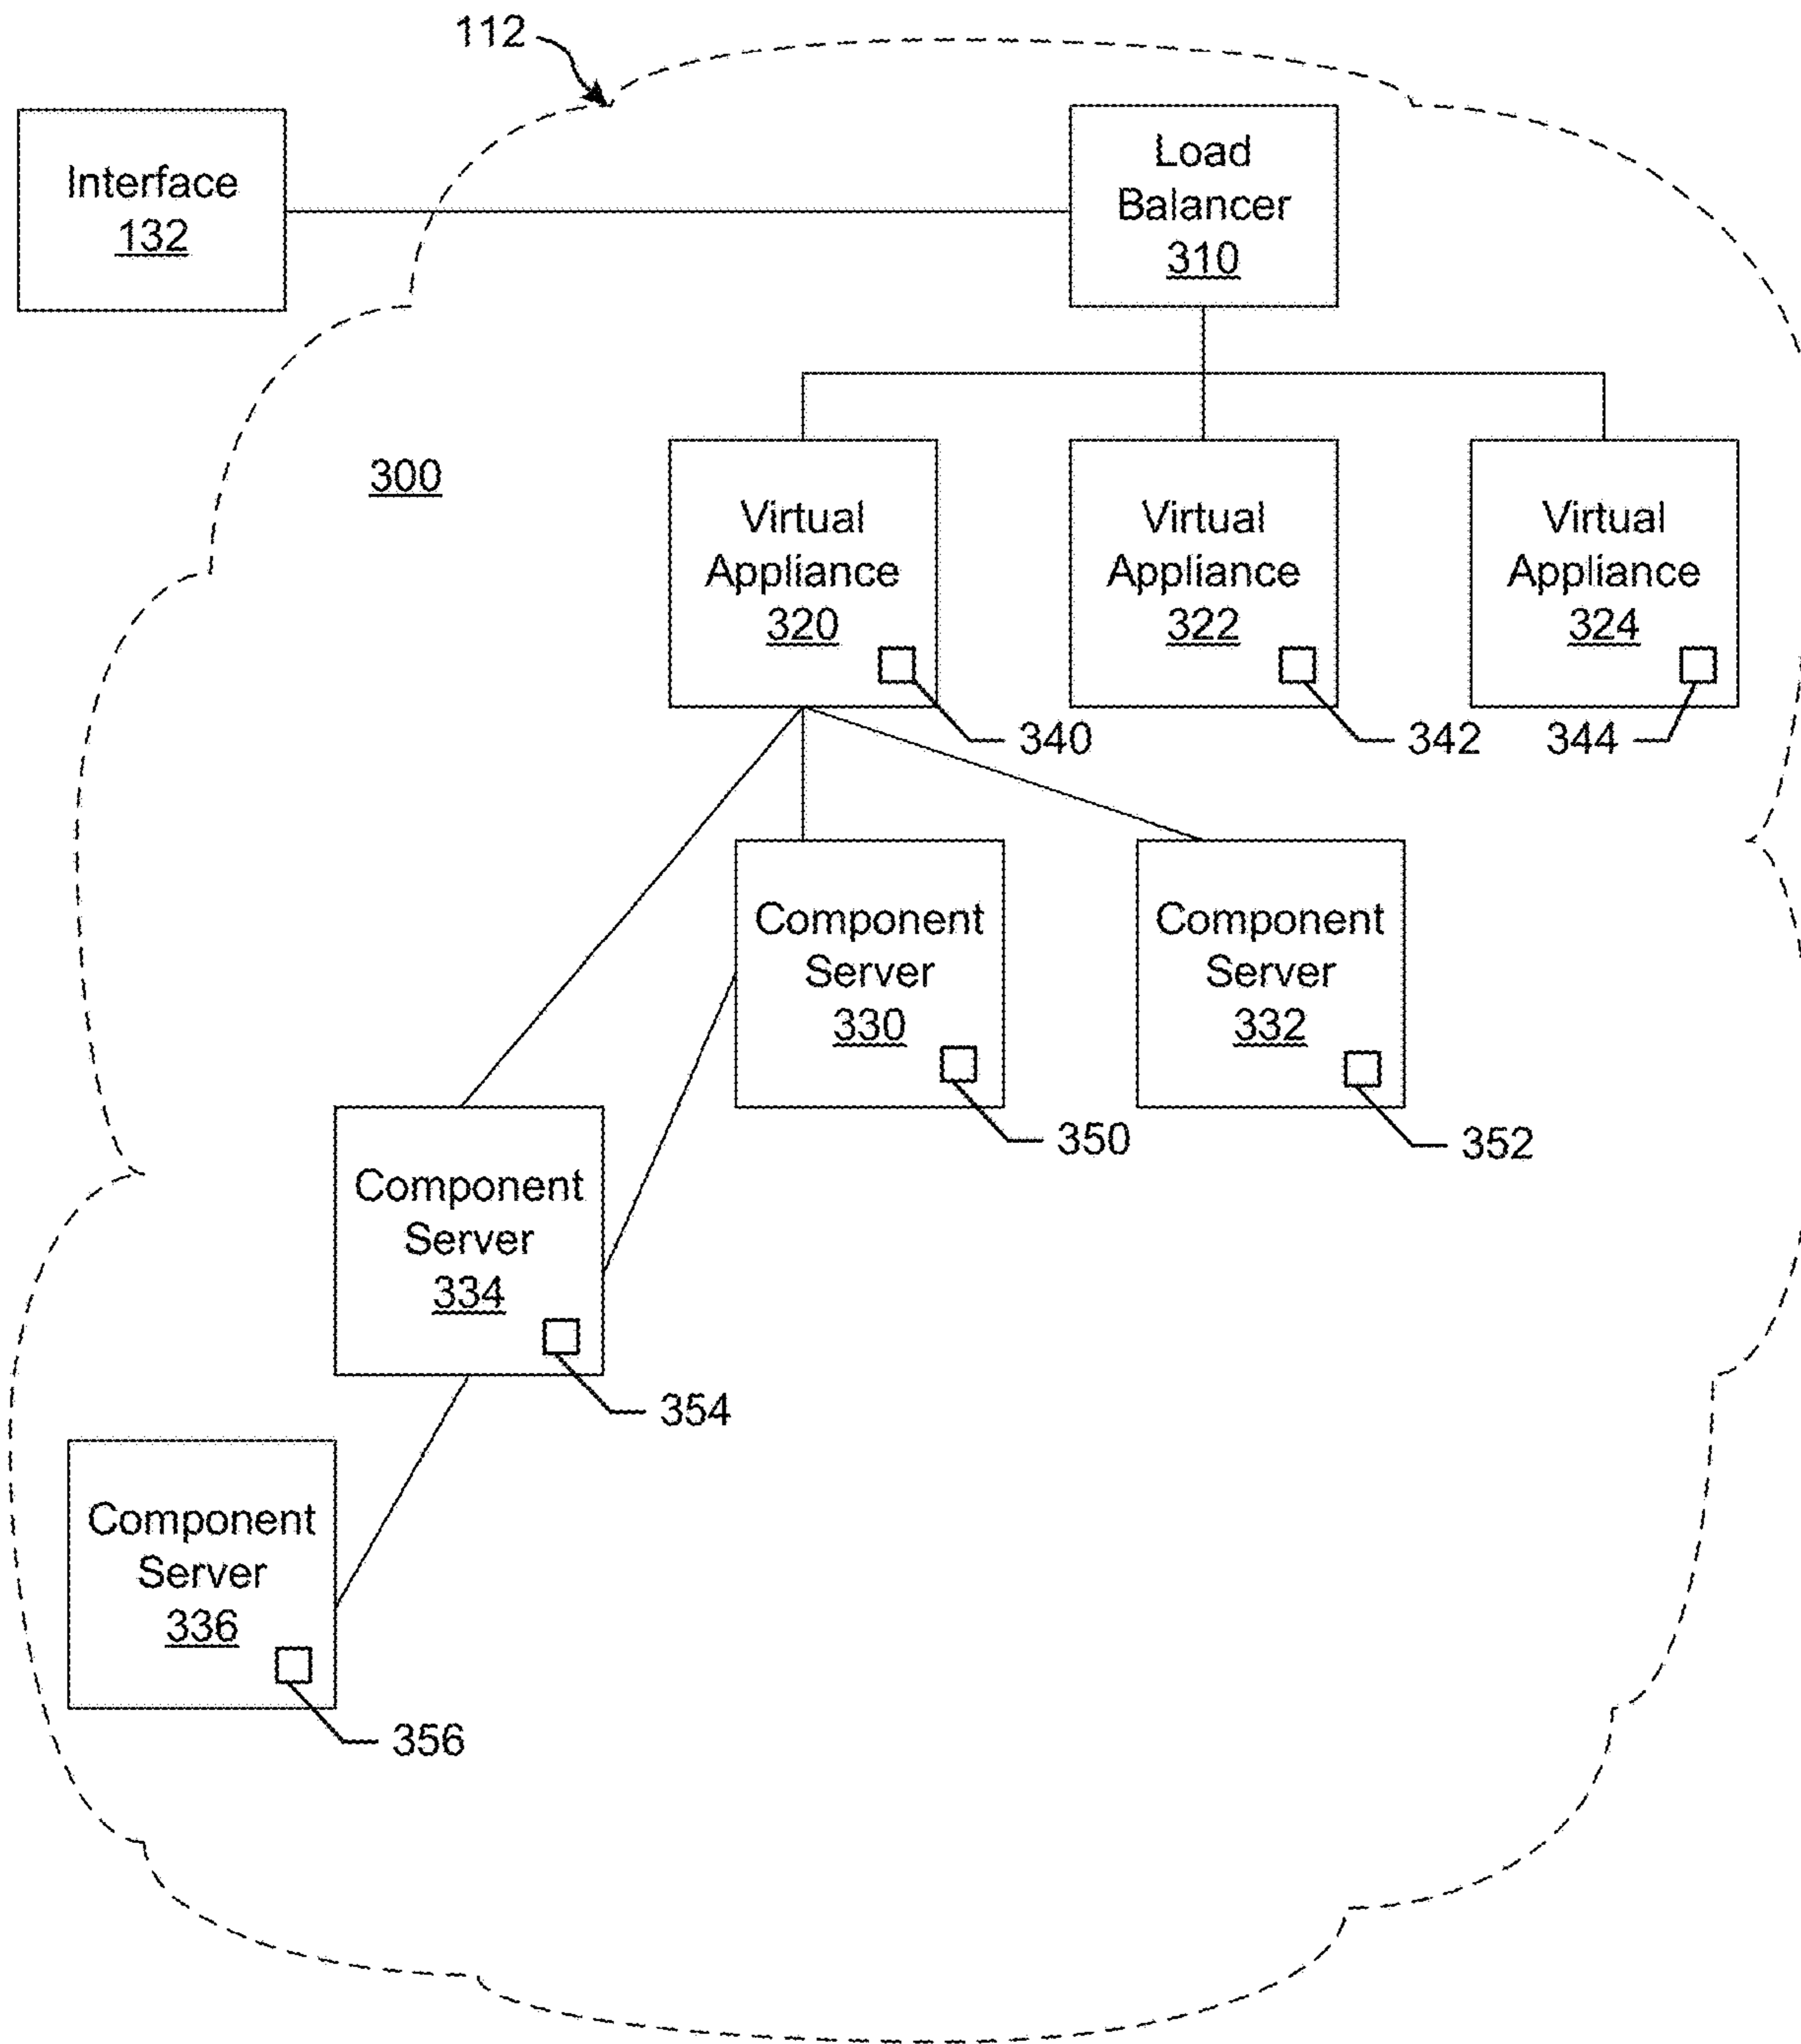 112
Interface
132
Load
Balancer
310
300
Virtual
Appliance
320
Virtual
Appliance
322
Virtual
Appliance
324
340
342
344
Component
Server
330
Component
Server
332
350
352
Component
Server
334
354
Component
Server
336
356